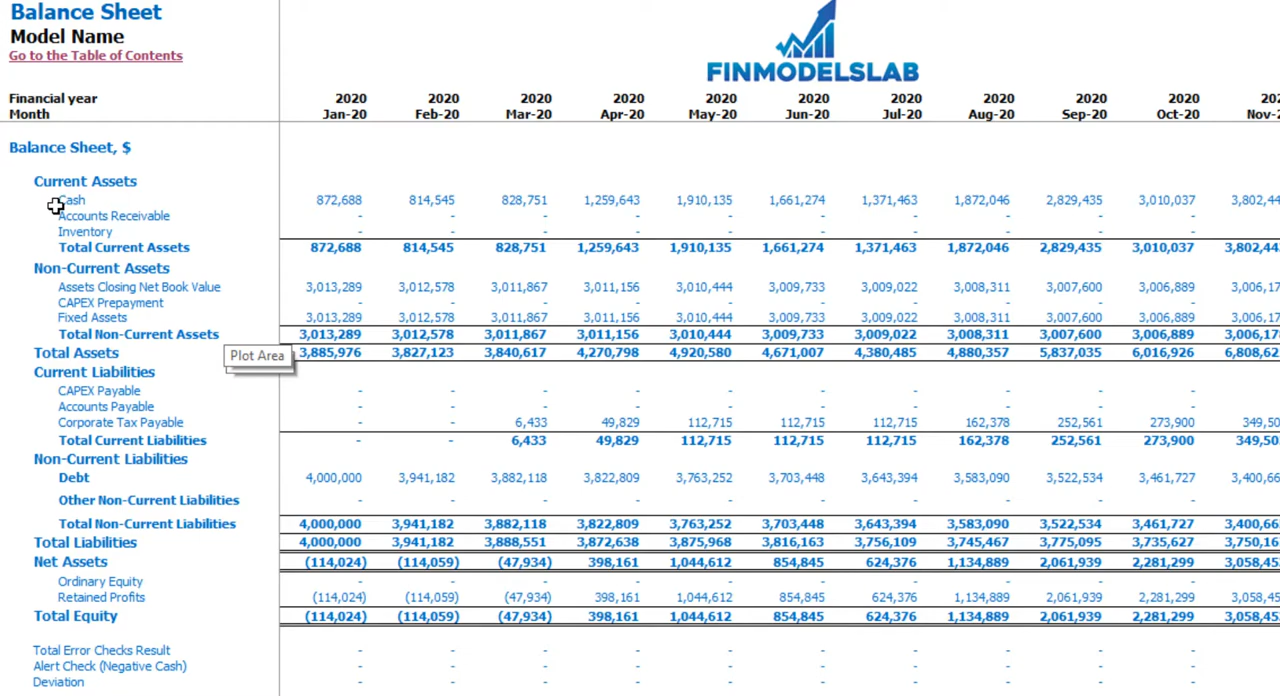 Balance Sheet
Model Name
Go to the Table of Contents
FINMODELSLAB
Financial year 2020 2020 2020 2020 2020 2020 2020 2020 2020 2020
Month Jan-20 Feb-20 Mar-20 Apr-20 May-20 Jun-20 Jul-20 Aug-20 Sep-20 Oct-20
Balance Sheet, $
Current Assets
Cash 872,688 814,545 828,751 1,259,643 1,910,135 1,661,274 1,371,463 1,872,046 2,829,435 3,010,037
Accounts Receivable - - - - - - - - - -
Inventory - - - - - - - - - -
Total Current Assets 872,688 814,545 828,751 1,259,643 1,910,135 1,661,274 1,371,463 1,872,046 2,829,435 3,010,037
Non-Current Assets
Assets Closing Net Book Value 3,013,289 3,012,578 3,011,867 3,011,156 3,010,444 3,009,733 3,009,022 3,008,311 3,007,600 3,006,889
CAPEX Prepayment - - - - - - - - - -
Fixed Assets 3,013,289 3,012,578 3,011,867 3,011,156 3,010,444 3,009,733 3,009,022 3,008,311 3,007,600 3,006,889
Total Non-Current Assets 3,013,289 3,012,578 3,011,867 3,011,156 3,010,444 3,009,733 3,009,022 3,008,311 3,007,600 3,006,889
Total Assets 3,885,976 3,827,123 3,840,617 4,270,798 4,920,580 4,671,007 4,380,485 4,880,357 5,837,035 6,016,926
Plot Area
Current Liabilities
CAPEX Payable - - - - - - - - - -
Accounts Payable - - - - - - - - - -
Corporate Tax Payable - - 6,433 49,829 112,715 112,715 112,715 162,378 252,561 273,900
Total Current Liabilities - - 6,433 49,829 112,715 112,715 112,715 162,378 252,561 273,900
Non-Current Liabilities
Debt 4,000,000 3,941,182 3,882,118 3,822,809 3,763,252 3,703,448 3,643,394 3,583,090 3,522,534 3,461,727
Other Non-Current Liabilities - - - - - - - - - -
Total Non-Current Liabilities 4,000,000 3,941,182 3,882,118 3,822,809 3,763,252 3,703,448 3,643,394 3,583,090 3,522,534 3,461,727
Total Liabilities 4,000,000 3,941,182 3,888,551 3,872,638 3,875,968 3,816,163 3,756,109 3,745,467 3,775,095 3,735,627
Net Assets (114,024) (114,059) (47,934) 398,161 1,044,612 854,845 624,376 1,134,889 2,061,939 2,281,299
Ordinary Equity - - - - - - - - - -
Retained Profits (114,024) (114,059) (47,934) 398,161 1,044,612 854,845 624,376 1,134,889 2,061,939 2,281,299
Total Equity (114,024) (114,059) (47,934) 398,161 1,044,612 854,845 624,376 1,134,889 2,061,939 2,281,299
Total Error Checks Result - - - - - - - - - -
Alert Check (Negative Cash) - - - - - - - - - -
Deviation - - - - - - - - - -